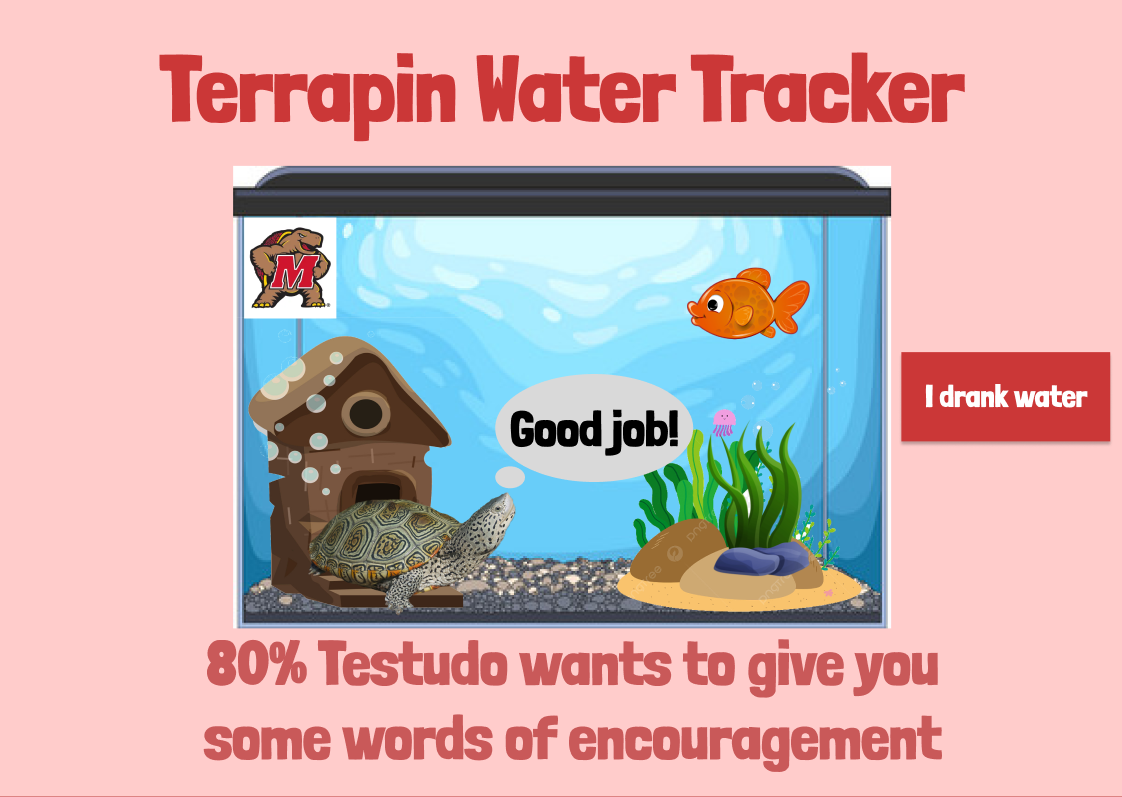 Terrapin Water Tracker
M
Good job!
I drank water
80% Testudo wants to give you
some words of encouragement